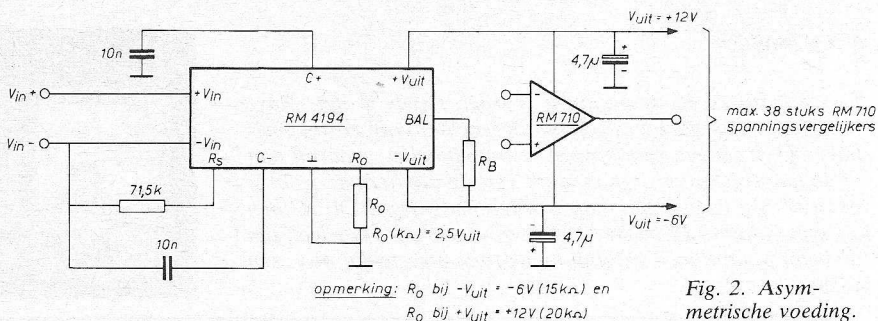 10n
C+
+Vuit
Vuit = +12V
4,7µ
+
-
Vin+
+Vin
RM 4194
BAL
-
RM 710
+
max. 38 stuks RM 710
spanningsvergelijkers
Vin-
-Vin
Rs
C-
⊥
Ro
-Vuit
RB
71,5k
Ro
Ro (kΩ) = 2,5 Vuit
Vuit = -6V
-
4,7µ
+
10n
opmerking: Ro bij -Vuit = -6V (15kΩ) en
Ro bij +Vuit = +12V (20kΩ)
Fig. 2. Asym-
metrische voeding.